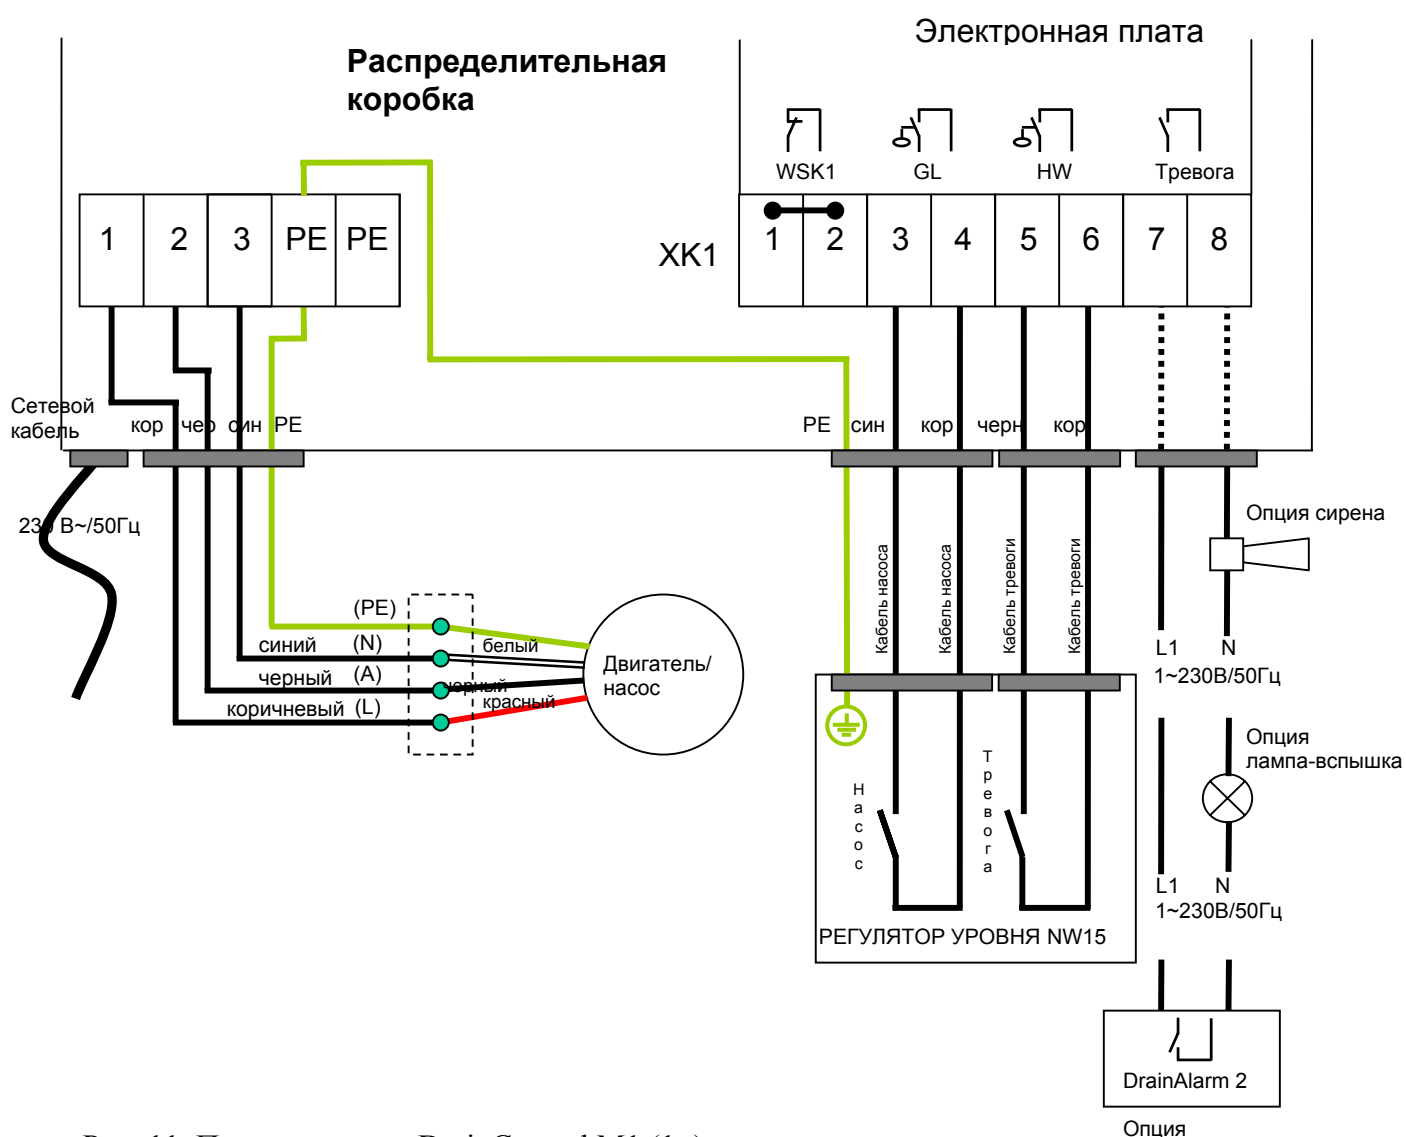 Электронная плата
Распределительная
коробка
WSK1 GL HW Тревога
1 2 3 PE PE
XK1
1 2 3 4 5 6 7 8
Сетевой
кабель
кор чер син PE
PE син кор черн кор
230 В~/50Гц
Опция сирена
Кабель насоса
Кабель насоса
Кабель тревоги
Кабель тревоги
(PE)
синий (N) белый
черный (A) черный
коричневый (L) красный
Двигатель/
насос
L1 N
1~230В/50Гц
Опция
лампа-вспышка
Насос
Тревога
L1 N
1~230В/50Гц
РЕГУЛЯТОР УРОВНЯ NW15
DrainAlarm 2
Опция